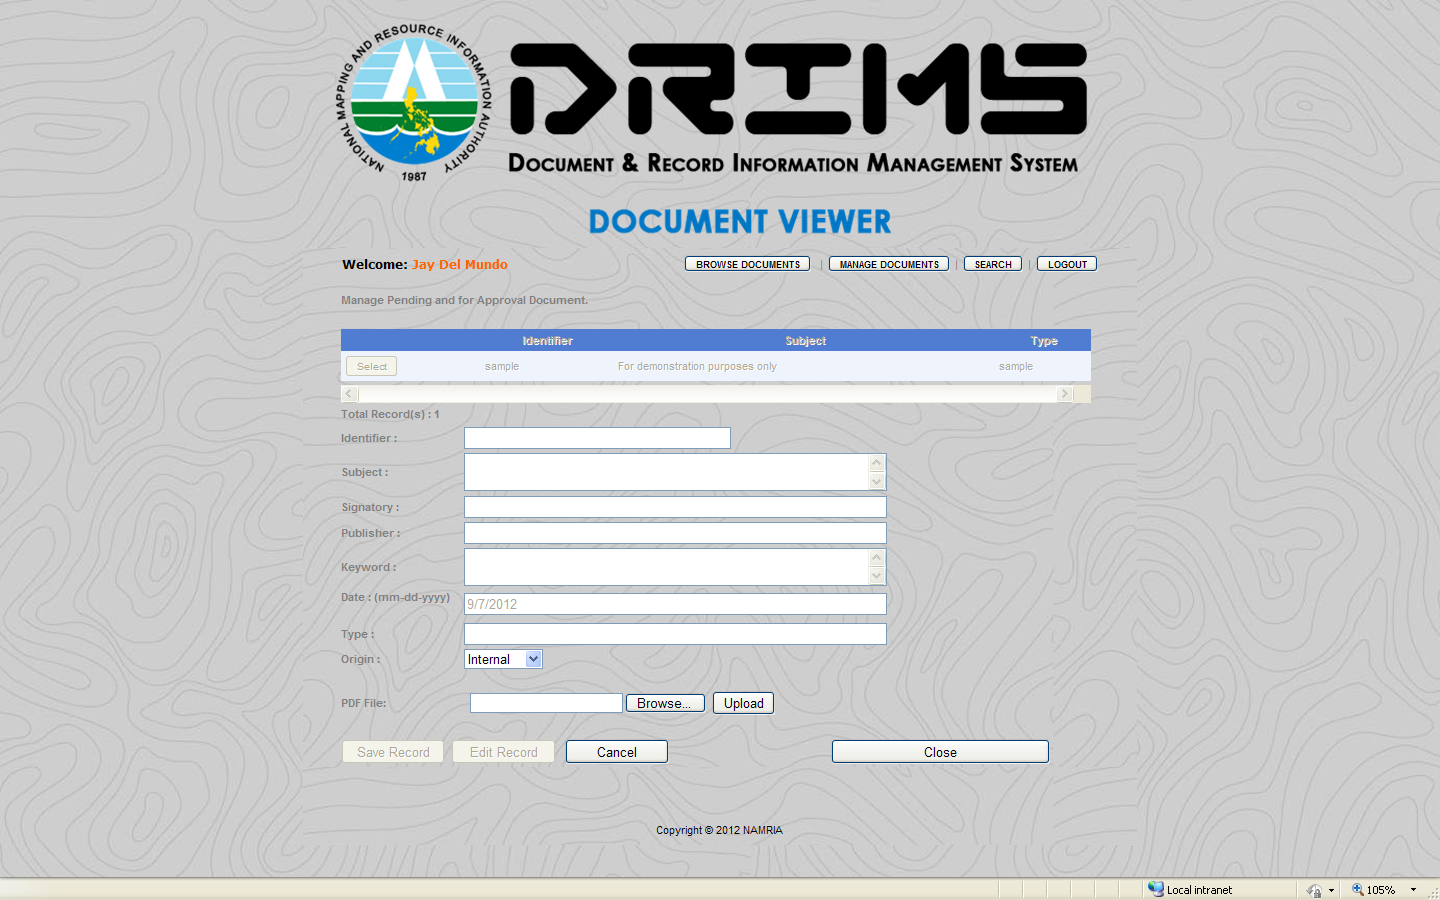 NATIONAL MAPPING AND RESOURCE INFORMATION AUTHORITY
1987
DRIMS
DOCUMENT & RECORD INFORMATION MANAGEMENT SYSTEM
DOCUMENT VIEWER
Welcome: Jay Del Mundo
BROWSE DOCUMENTS | MANAGE DOCUMENTS | SEARCH | LOGOUT
Manage Pending and for Approval Document.
Identifier Subject Type
Select sample For demonstration purposes only sample
Total Record(s) : 1
Identifier :
Subject :
Signatory :
Publisher :
Keyword :
Date : (mm-dd-yyyy) 9/7/2012
Type :
Origin : Internal
PDF File: Browse... Upload
Save Record Edit Record Cancel Close
Copyright © 2012 NAMRIA
Local intranet 105%